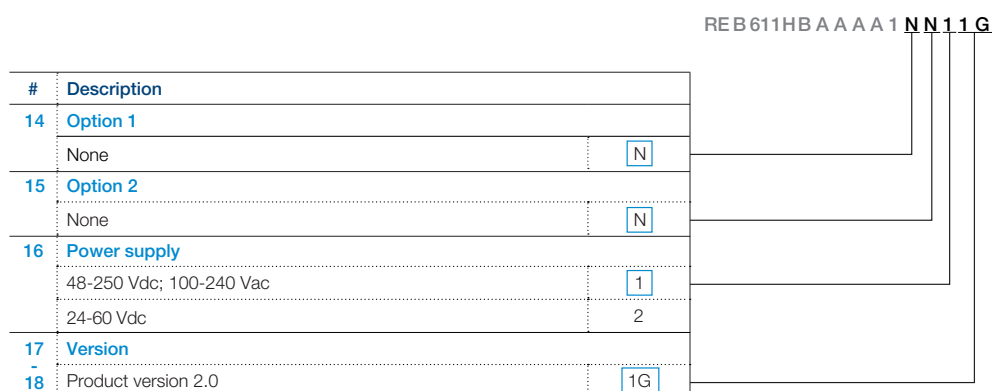 REB611HBAAAA1NN11G
# Description
14 Option 1
None N
15 Option 2
None N
16 Power supply
48-250 Vdc; 100-240 Vac 1
24-60 Vdc 2
17 Version
-
18 Product version 2.0 1G